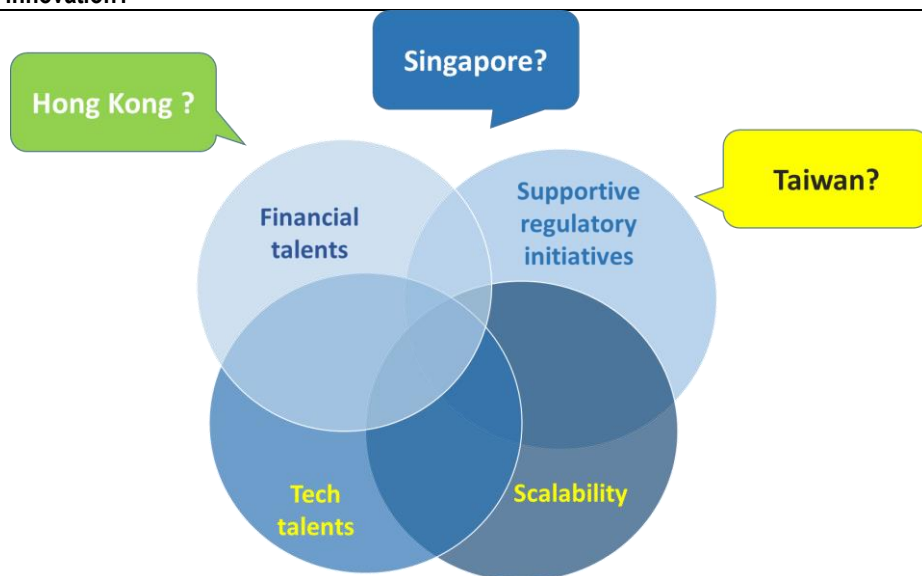 Singapore?
Hong Kong ?
Taiwan?
Financial
talents
Supportive
regulatory
initiatives
Tech
talents
Scalability